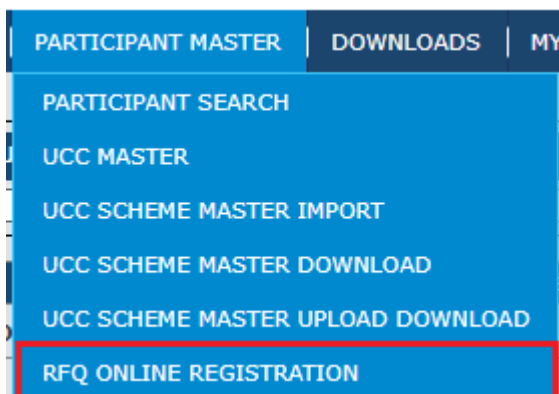 PARTICIPANT MASTER DOWNLOADS MY
PARTICIPANT SEARCH
UCC MASTER
UCC SCHEME MASTER IMPORT
UCC SCHEME MASTER DOWNLOAD
UCC SCHEME MASTER UPLOAD DOWNLOAD
RFQ ONLINE REGISTRATION